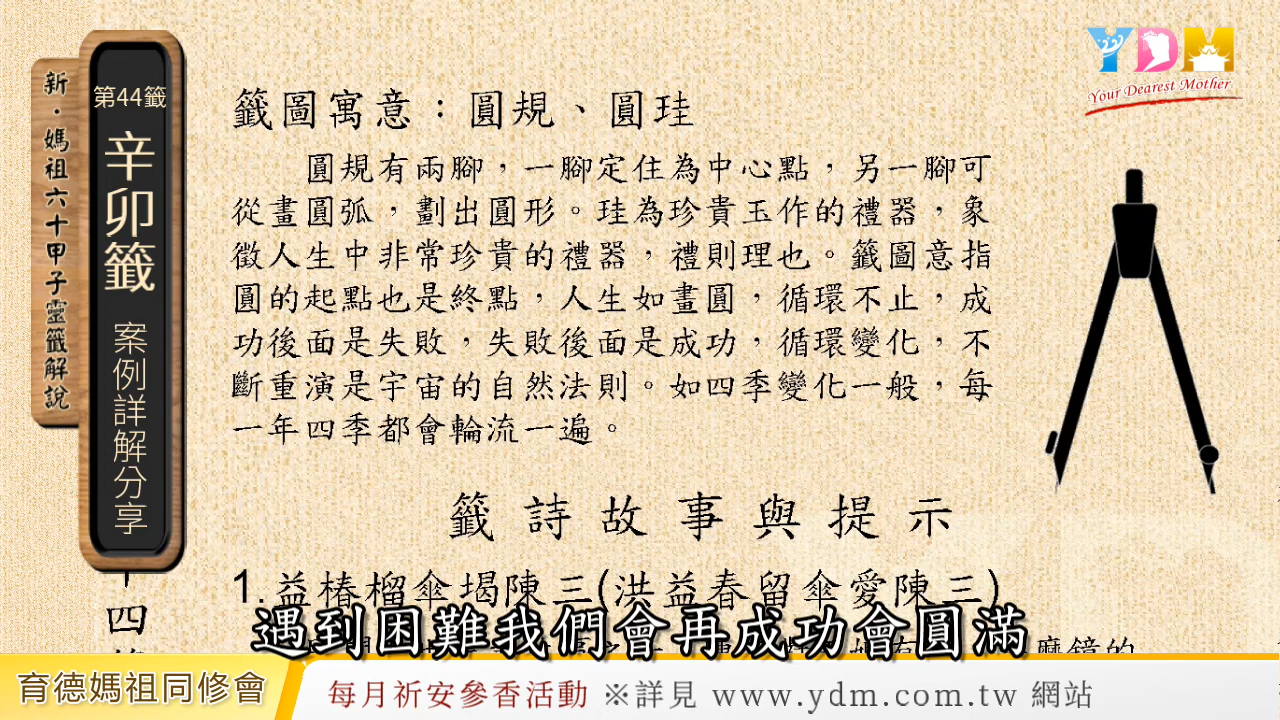 新·媽祖六十甲子靈籤解說
第44籤
辛卯籤
案例詳解分享
YDM
Your Dearest Mother
籤圖寓意：圓規、圓珪
圓規有兩腳，一腳定住為中心點，另一腳可
從畫圓弧，劃出圓形。珪為珍貴玉作的禮器，象
徵人生中非常珍貴的禮器，禮則理也。籤圖意指
圓的起點也是終點，人生如畫圓，循環不止，成
功後面是失敗，失敗後面是成功，循環變化，不
斷重演是宇宙的自然法則。如四季變化一般，每
一年四季都會輪流一遍。
籤詩故事與提示
1.益椿榴傘堨陳三(洪益春留傘愛陳三)
十四
遇到困難我們會再成功會圓滿
磨鏡的
育德媽祖同修會
每月祈安參香活動 ※詳見 www.ydm.com.tw 網站